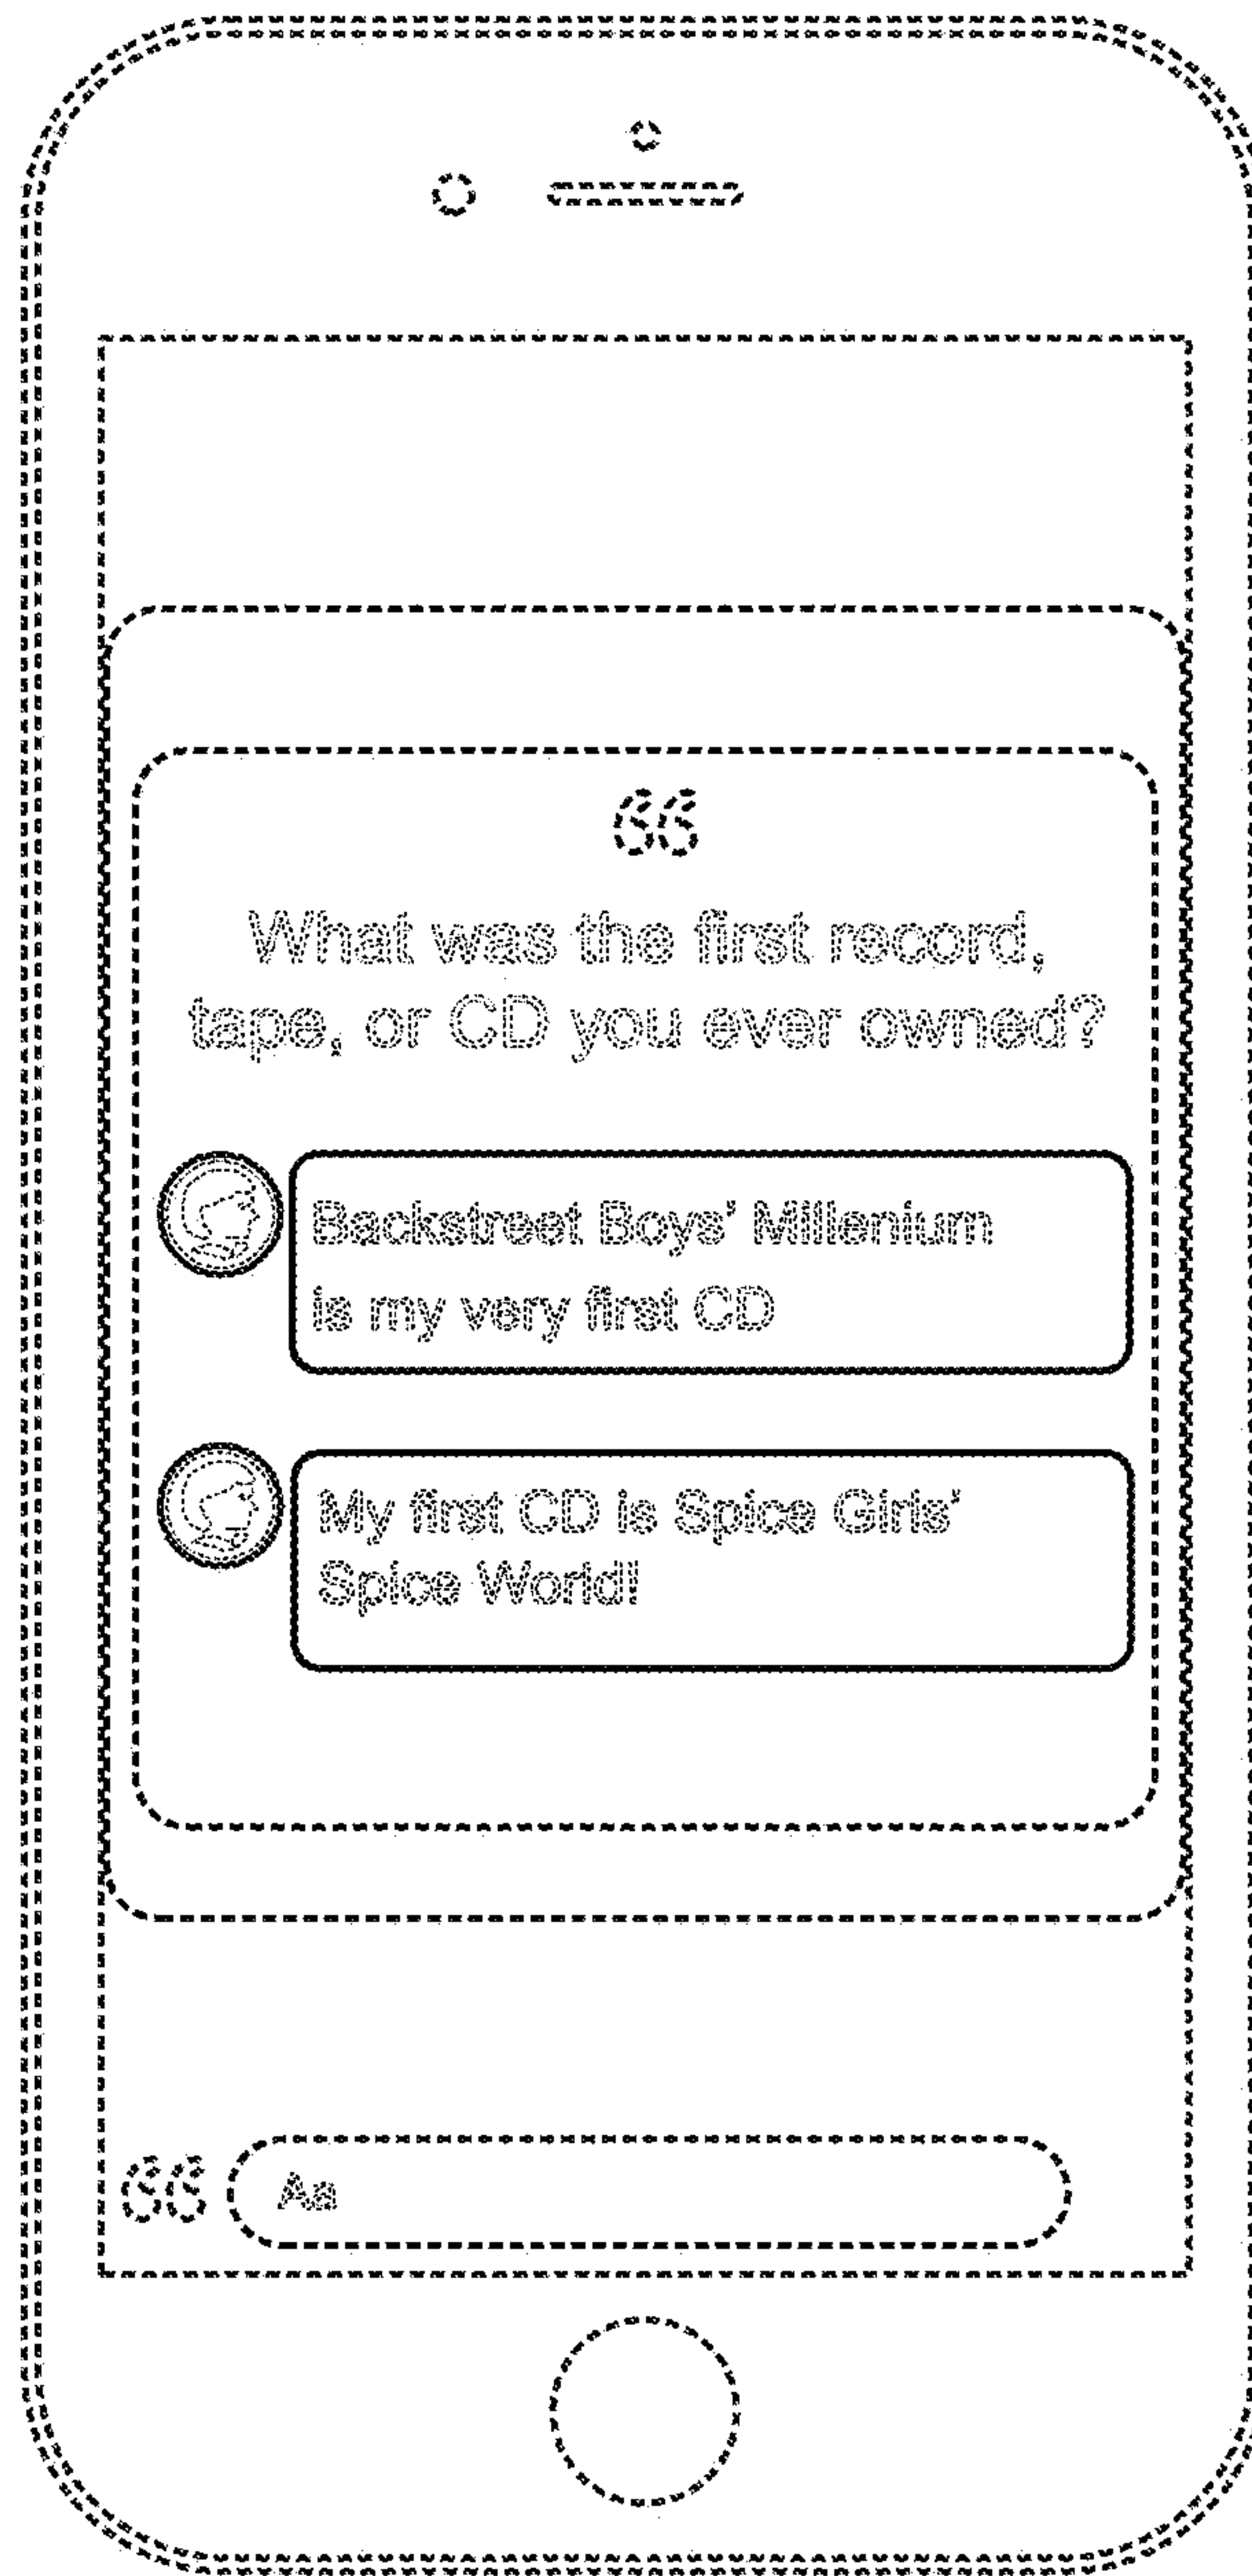 “
What was the first record,
tape, or CD you ever owned?
Backstreet Boys’ Millenium
is my very first CD
My first CD is Spice Girls’
Spice World!
“ Aa